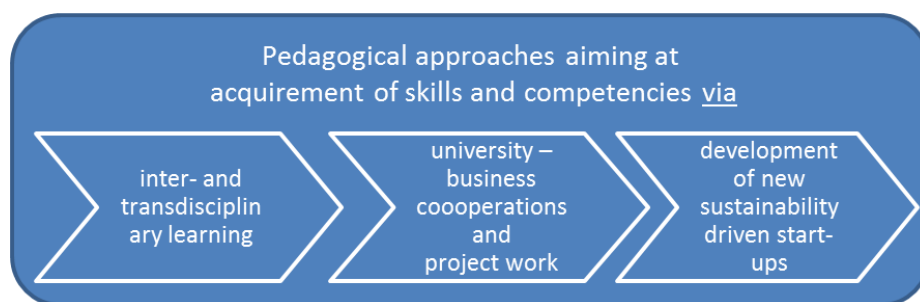 Pedagogical approaches aiming at
acquirement of skills and competencies via
inter- and
transdisciplin
ary learning
university –
business
coooperations
and
project work
development
of new
sustainability
driven start-
ups